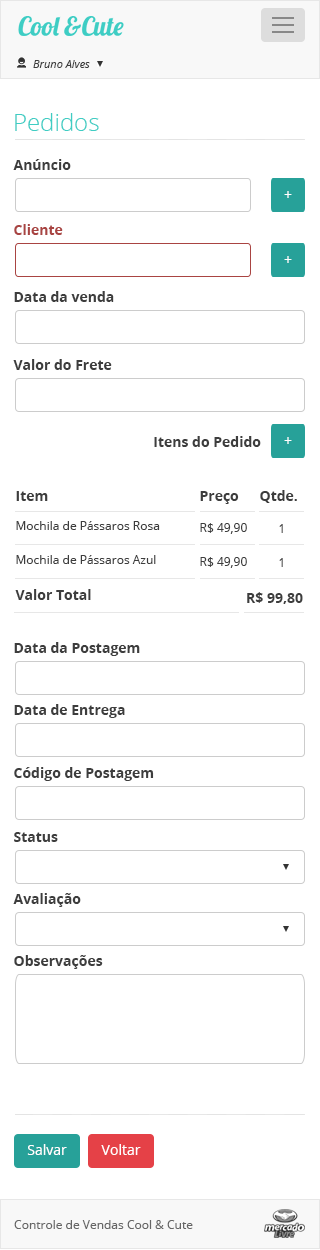 Cool & Cute
Bruno Alves ▼
Pedidos
Anúncio
+
Cliente
+
Data da venda
Valor do Frete
Itens do Pedido +
Item Preço Qtde.
Mochila de Pássaros Rosa R$ 49,90 1
Mochila de Pássaros Azul R$ 49,90 1
Valor Total R$ 99,80
Data da Postagem
Data de Entrega
Código de Postagem
Status
▼
Avaliação
▼
Observações
Salvar Voltar
Controle de Vendas Cool & Cute mercado
Livre